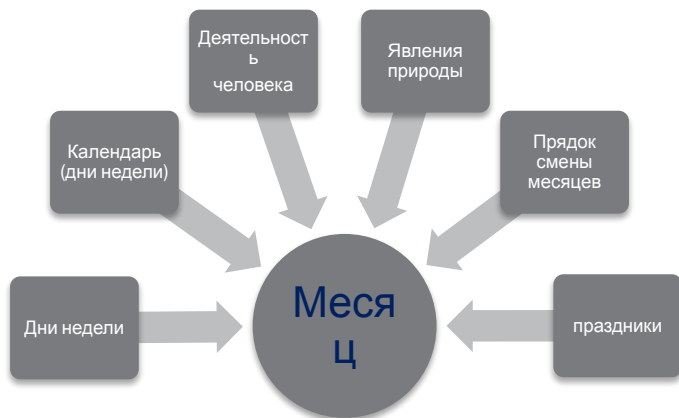 Деятельност
ь
человека
Явления
природы
Календарь
(дни недели)
Прядок
смены
месяцев
Дни недели
Меся
ц
праздники